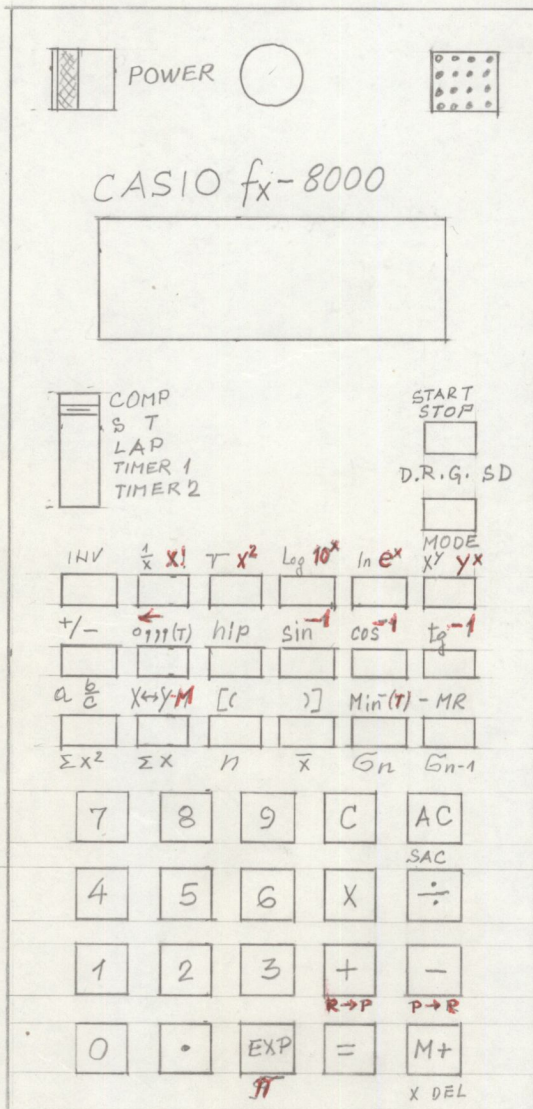 POWER
CASIO fx-8000
COMP
S T
LAP
TIMER 1
TIMER 2
START
STOP
D.R.G. SD
MODE
INV 1/x x! √ x² Log 10ˣ ln eˣ xʸ yˣ
←
+/- o,,,(T) hip sin⁻¹ cos⁻¹ tg⁻¹
a b/c X↔Y-M [( )] Min-(T) - MR
Σx² Σx n x̄ Gn Gn-1
7 8 9 C AC
SAC
4 5 6 X ÷
1 2 3 + -
R→P P→R
0 . EXP = M+
π X DEL